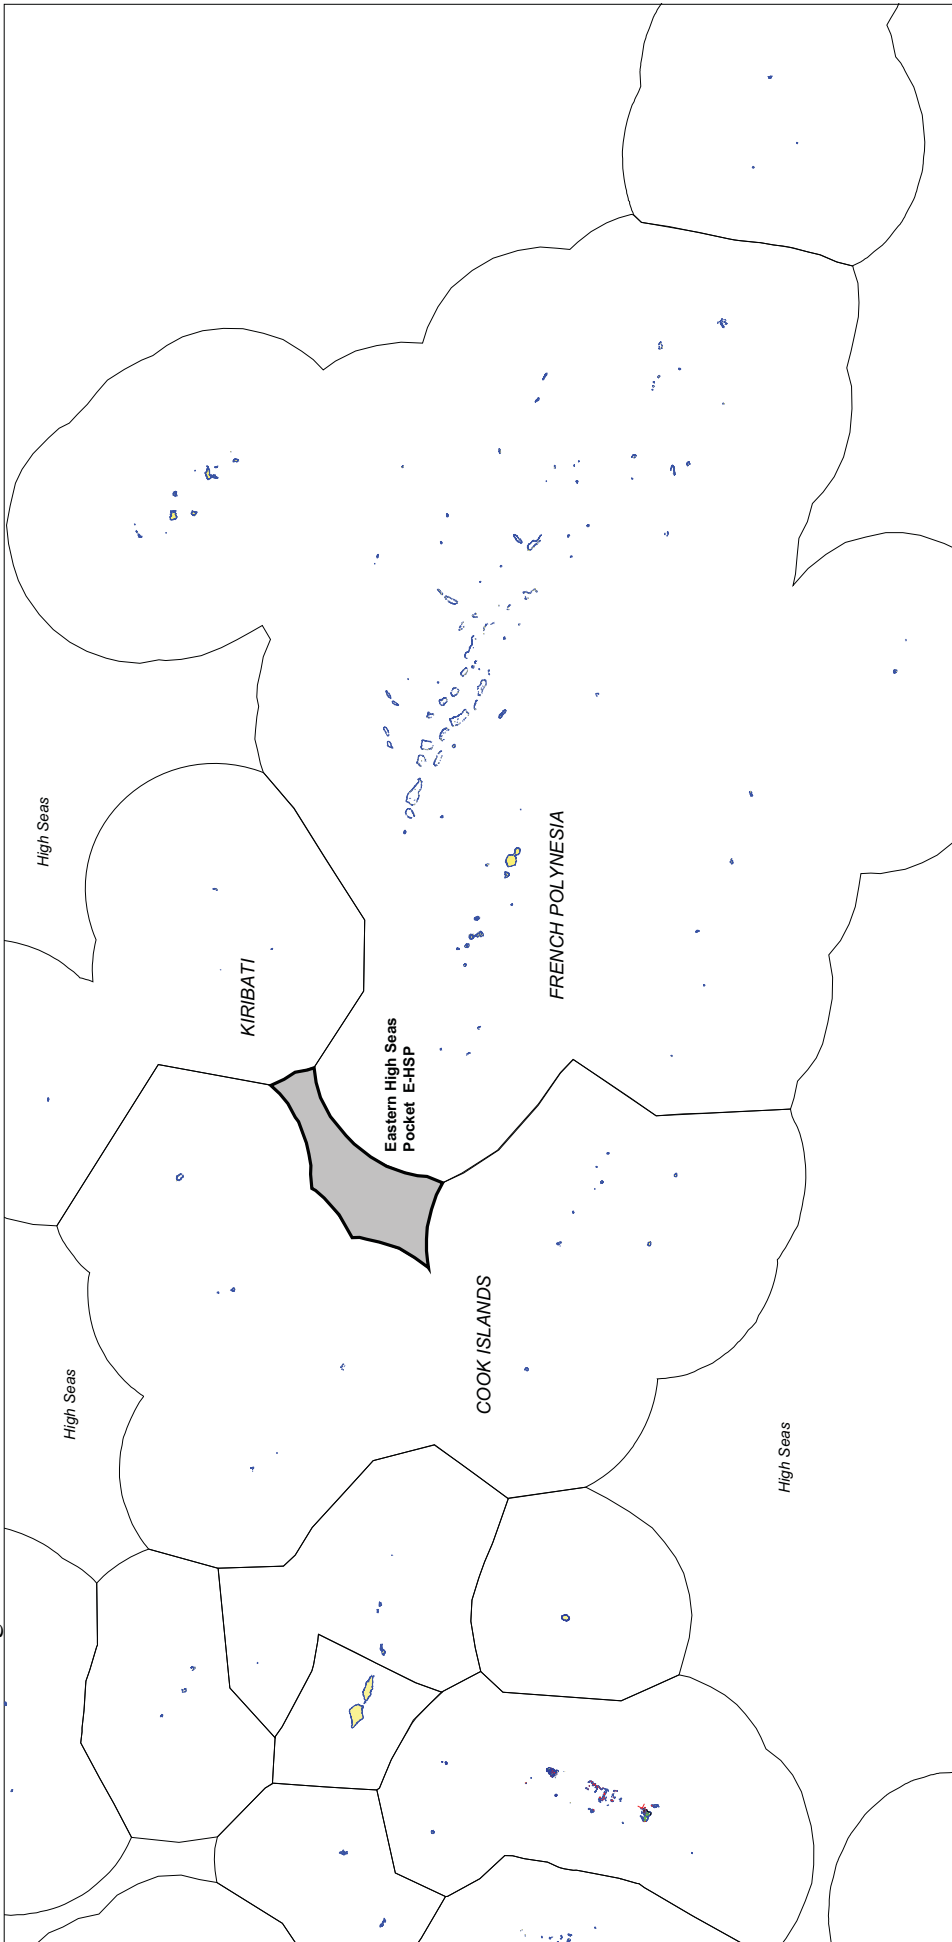 High Seas
KIRIBATI
FRENCH POLYNESIA
Eastern High Seas
Pocket E-HSP
COOK ISLANDS
High Seas
High Seas